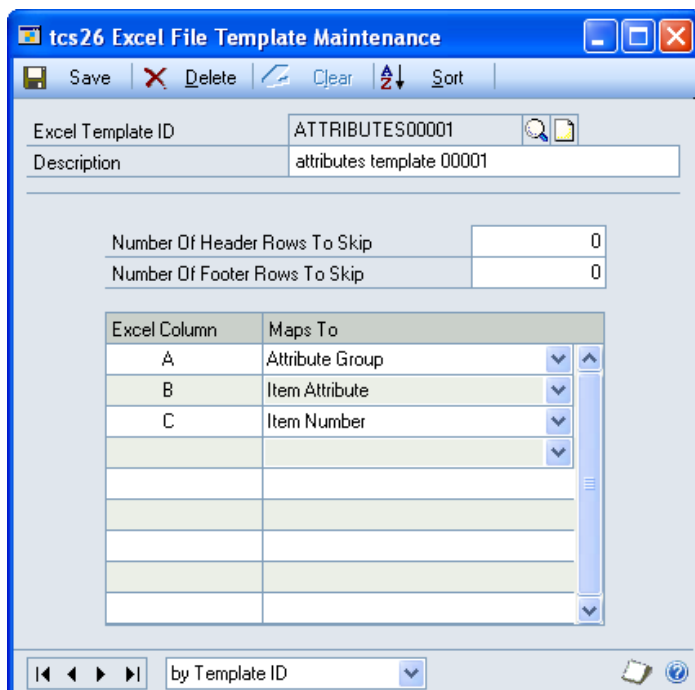 tcs26 Excel File Template Maintenance
Save Delete Clear AZ Sort
Excel Template ID ATTRIBUTES00001
Description attributes template 00001
Number Of Header Rows To Skip 0
Number Of Footer Rows To Skip 0
Excel Column Maps To
A Attribute Group
B Item Attribute
C Item Number
by Template ID